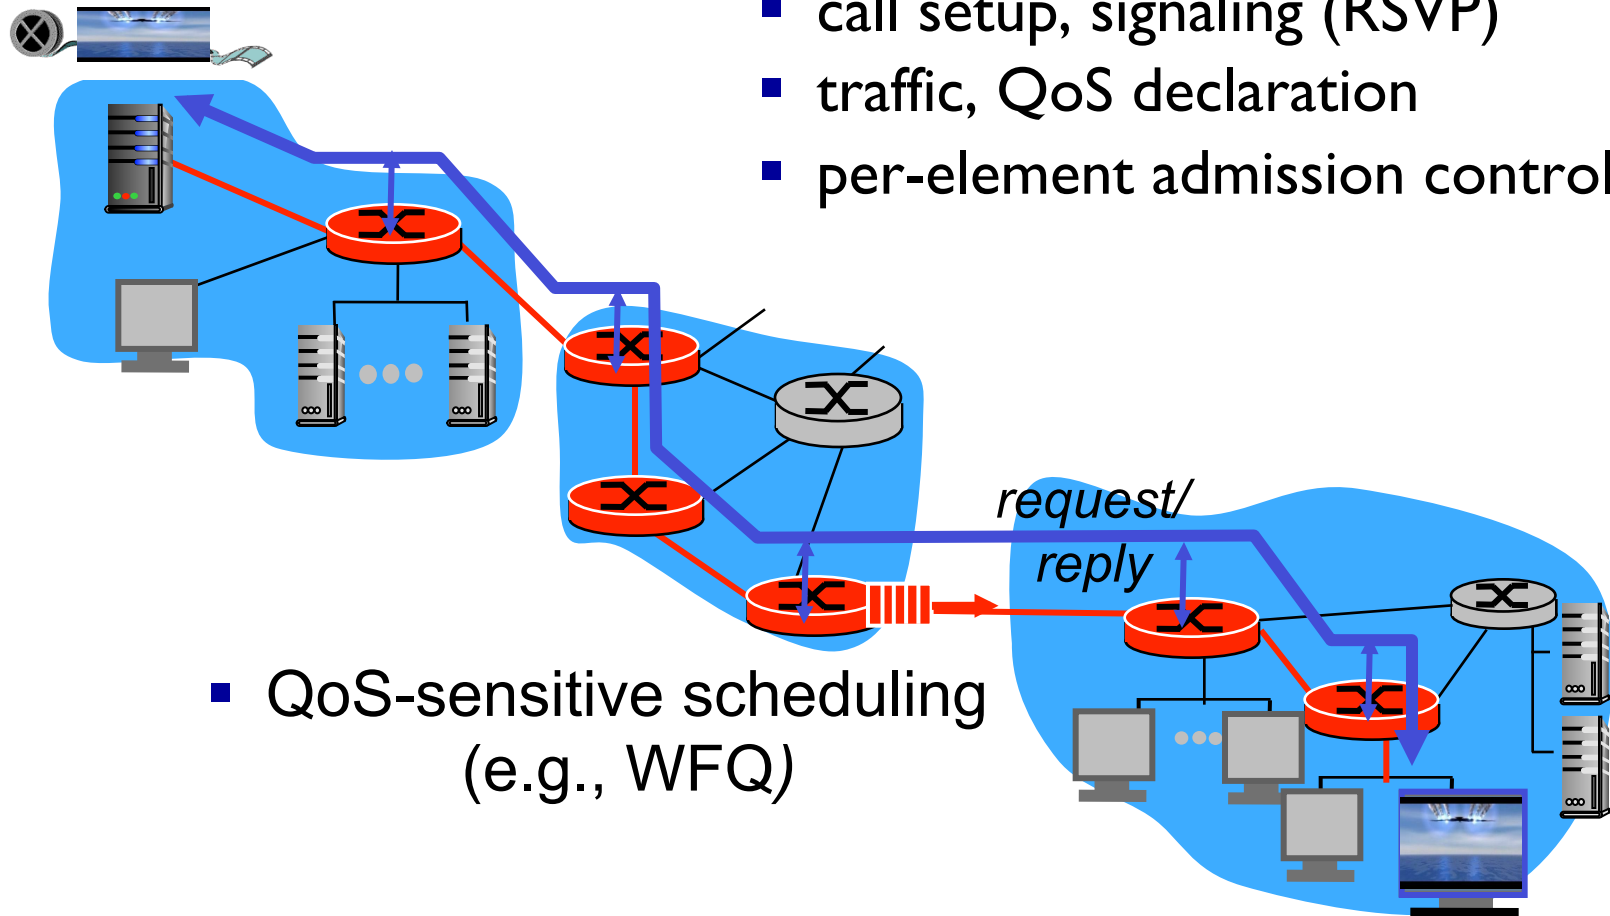 ▪ call setup, signaling (RSVP)
▪ traffic, QoS declaration
▪ per-element admission control
request/
reply
▪ QoS-sensitive scheduling
(e.g., WFQ)